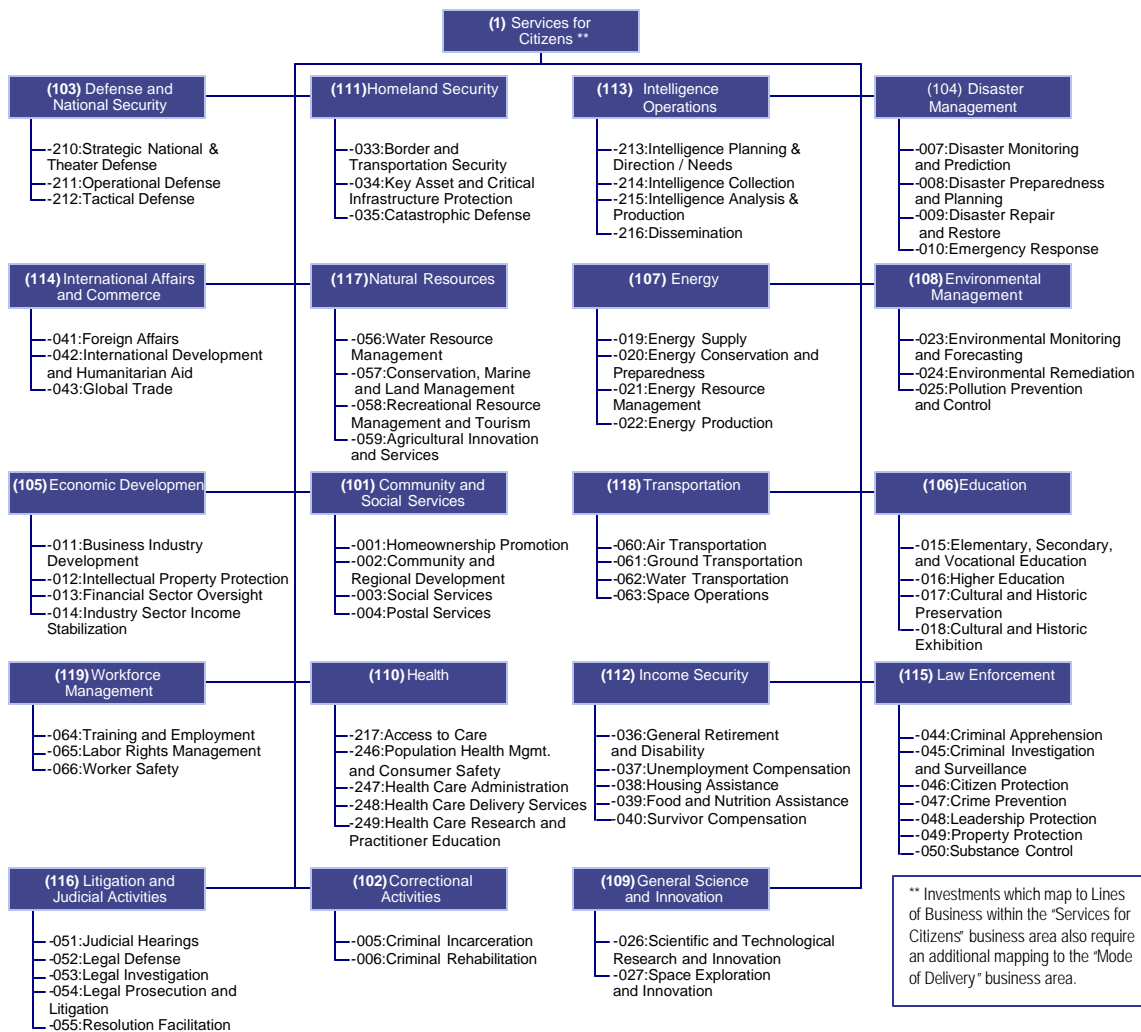 (1) Services for
Citizens **
(103) Defense and
National Security
-210:Strategic National &
Theater Defense
-211:Operational Defense
-212:Tactical Defense
(111)Homeland Security
-033:Border and
Transportation Security
-034:Key Asset and Critical
Infrastructure Protection
-035:Catastrophic Defense
(113) Intelligence
Operations
-213:Intelligence Planning &
Direction / Needs
-214:Intelligence Collection
-215:Intelligence Analysis &
Production
-216:Dissemination
(104) Disaster
Management
-007:Disaster Monitoring
and Prediction
-008:Disaster Preparedness
and Planning
-009:Disaster Repair
and Restore
-010:Emergency Response
(114) International Affairs
and Commerce
-041:Foreign Affairs
-042:International Development
and Humanitarian Aid
-043:Global Trade
(117)Natural Resources
-056:Water Resource
Management
-057:Conservation, Marine
and Land Management
-058:Recreational Resource
Management and Tourism
-059:Agricultural Innovation
and Services
(107) Energy
-019:Energy Supply
-020:Energy Conservation and
Preparedness
-021:Energy Resource
Management
-022:Energy Production
(108) Environmental
Management
-023:Environmental Monitoring
and Forecasting
-024:Environmental Remediation
-025:Pollution Prevention
and Control
(105) Economic Developmen
-011:Business Industry
Development
-012:Intellectual Property Protection
-013:Financial Sector Oversight
-014:Industry Sector Income
Stabilization
(101) Community and
Social Services
-001:Homeownership Promotion
-002:Community and
Regional Development
-003:Social Services
-004:Postal Services
(118) Transportation
-060:Air Transportation
-061:Ground Transportation
-062:Water Transportation
-063:Space Operations
(106)Education
-015:Elementary, Secondary,
and Vocational Education
-016:Higher Education
-017:Cultural and Historic
Preservation
-018:Cultural and Historic
Exhibition
(119) Workforce
Management
-064:Training and Employment
-065:Labor Rights Management
-066:Worker Safety
(110)Health
-217:Access to Care
-246:Population Health Mgmt.
and Consumer Safety
-247:Health Care Administration
-248:Health Care Delivery Services
-249:Health Care Research and
Practitioner Education
(112) Income Security
-036:General Retirement
and Disability
-037:Unemployment Compensation
-038:Housing Assistance
-039:Food and Nutrition Assistance
-040:Survivor Compensation
(115) Law Enforcement
-044:Criminal Apprehension
-045:Criminal Investigation
and Surveillance
-046:Citizen Protection
-047:Crime Prevention
-048:Leadership Protection
-049:Property Protection
-050:Substance Control
(116) Litigation and
Judicial Activities
-051:Judicial Hearings
-052:Legal Defense
-053:Legal Investigation
-054:Legal Prosecution and
Litigation
-055:Resolution Facilitation
(102) Correctional
Activities
-005:Criminal Incarceration
-006:Criminal Rehabilitation
(109) General Science
and Innovation
-026:Scientific and Technological
Research and Innovation
-027:Space Exploration
and Innovation
** Investments which map to Lines
of Business within the "Services for
Citizens" business area also require
an additional mapping to the "Mode
of Delivery" business area.